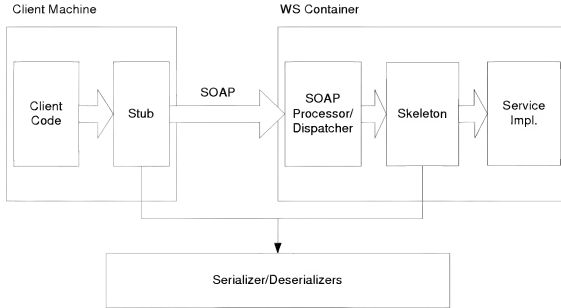 Client Machine
WS Container
Client
Code
Stub
SOAP
SOAP
Processor/
Dispatcher
Skeleton
Service
Impl.
Serializer/Deserializers